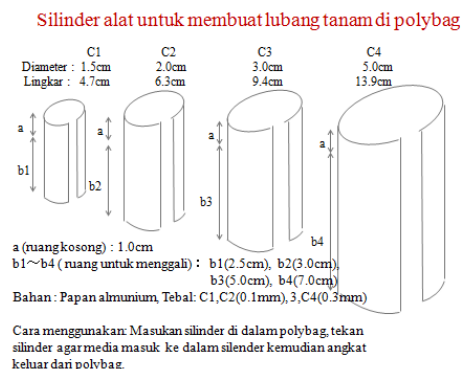 Silinder alat untuk membuat lubang tanam di polybag
C1 C2 C3 C4
Diameter : 1.5cm 2.0cm 3.0cm 5.0cm
Lingkar : 4.7cm 6.3cm 9.4cm 13.9cm
a a a a
b1 b2 b3 b4
a (ruang kosong) : 1.0cm
b1~b4 ( ruang untuk menggali) : b1(2.5cm), b2(3.0cm),
b3(5.0cm), b4(7.0cm)
Bahan : Papan almunium, Tebal: C1,C2(0.1mm),3,C4(0.3mm)
Cara menggunakan: Masukan silinder di dalam polybag, tekan
silinder agar media masuk ke dalam silender kemudian angkat
keluar dari polybag.